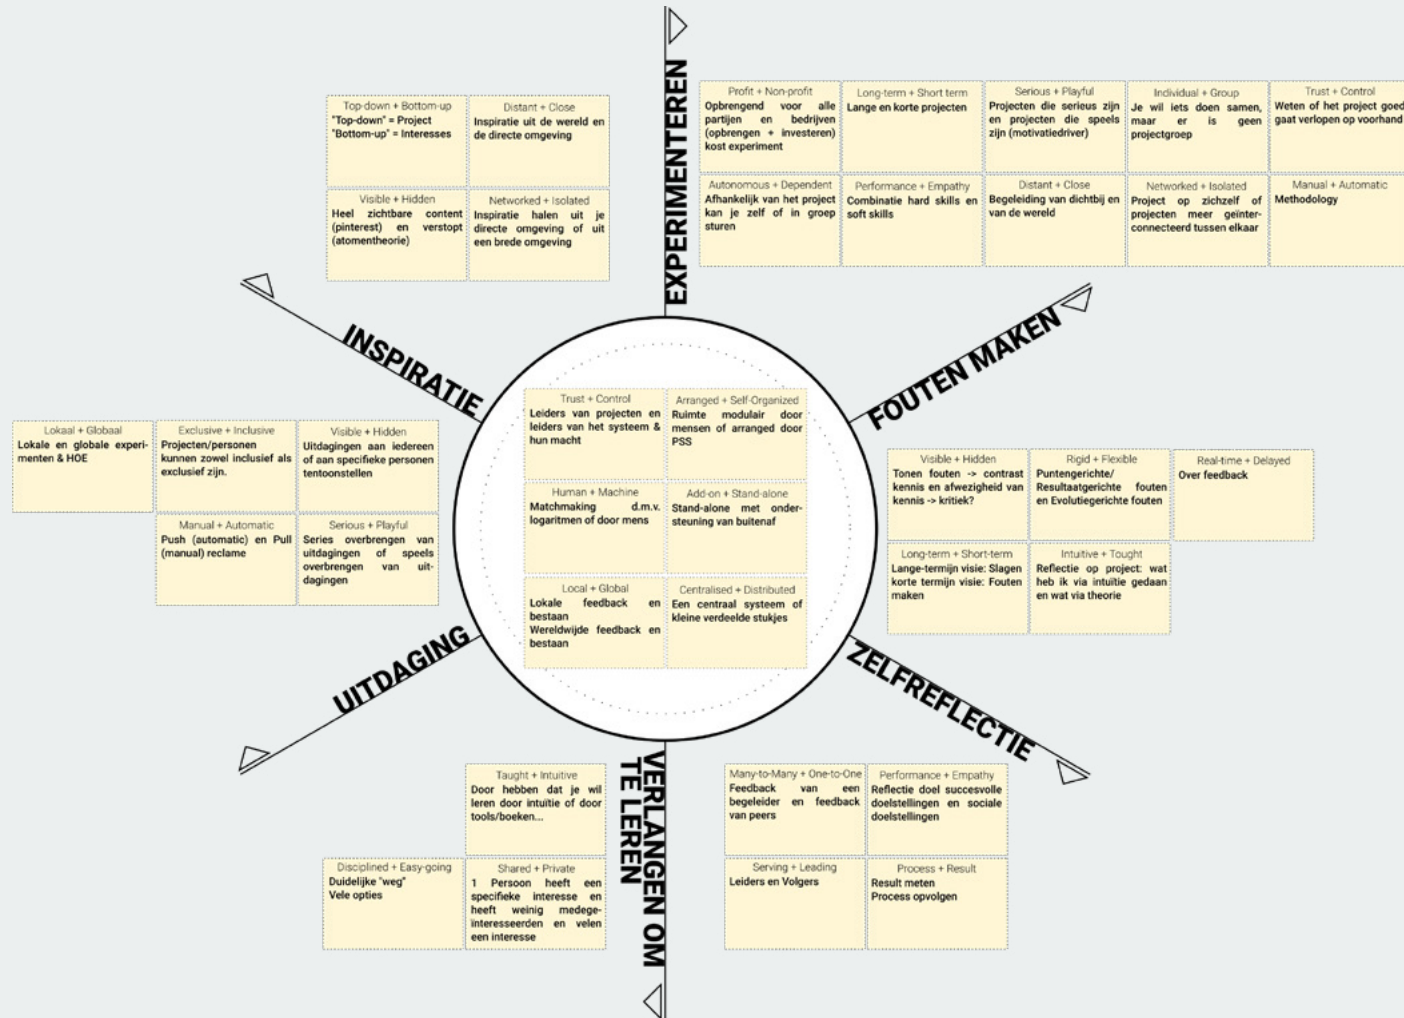 EXPERIMENTEREN
Profit + Non-profit
Opbrengend voor alle
partijen en bedrijven
(opbrengen + investeren)
kost experiment
Long-term + Short term
Lange en korte projecten
Serious + Playful
Projecten die serieus zijn
en projecten die speels
zijn (motivatiedriver)
Individual + Group
Je wil iets doen samen,
maar er is geen
projectgroep
Trust + Control
Weten of het project goed
gaat verlopen op voorhand
Autonomous + Dependent
Afhankelijk van het project
kan je zelf of in groep
sturen
Performance + Empathy
Combinatie hard skills en
soft skills
Distant + Close
Begeleiding van dichtbij en
van de wereld
Networked + Isolated
Project op zichzelf of
projecten meer geïnter-
connecteerd tussen elkaar
Manual + Automatic
Methodology
Top-down + Bottom-up
"Top-down" = Project
"Bottom-up" = Interesses
Distant + Close
Inspiratie uit de wereld en
de directe omgeving
Visible + Hidden
Heel zichtbare content
(pinterest) en verstopt
(atomentheorie)
Networked + Isolated
Inspiratie halen uit je
directe omgeving of uit
een brede omgeving
INSPIRATIE
FOUTEN MAKEN
Trust + Control
Leiders van projecten en
leiders van het systeem &
hun macht
Arranged + Self-Organized
Ruimte modulair door
mensen of arranged door
PSS
Human + Machine
Matchmaking d.m.v.
logaritmen of door mens
Add-on + Stand-alone
Stand-alone met onder-
steuning van buitenaf
Local + Global
Lokale feedback en
bestaan
Wereldwijde feedback en
bestaan
Centralised + Distributed
Een centraal systeem of
kleine verdeelde stukjes
Lokaal + Globaal
Lokale en globale experi-
menten & HOE
Exclusive + Inclusive
Projecten/personen
kunnen zowel inclusief als
exclusief zijn.
Visible + Hidden
Uitdagingen aan iedereen
of aan specifieke personen
tentoonstellen
Manual + Automatic
Push (automatic) en Pull
(manual) reclame
Serious + Playful
Series overbrengen van
uitdagingen of speels
overbrengen van uit-
dagingen
Visible + Hidden
Tonen fouten -> contrast
kennis en afwezigheid van
kennis -> kritiek?
Rigid + Flexible
Puntengerichte/
Resultaatgerichte fouten
en Evolutiegerichte fouten
Real-time + Delayed
Over feedback
Long-term + Short-term
Lange-termijn visie: Slagen
korte termijn visie: Fouten
maken
Intuitive + Tought
Reflectie op project: wat
heb ik via intuïtie gedaan
en wat via theorie
UITDAGING
ZELFREFLECTIE
VERLANGEN OM
TE LEREN
Taught + Intuitive
Door hebben dat je wil
leren door intuïtie of door
tools/boeken...
Disciplined + Easy-going
Duidelijke "weg"
Vele opties
Shared + Private
1 Persoon heeft een
specifieke interesse en
heeft weinig medege-
interesseerden en velen
een interesse
Many-to-Many + One-to-One
Feedback van een
begeleider en feedback
van peers
Performance + Empathy
Reflectie doel succesvolle
doelstellingen en sociale
doelstellingen
Serving + Leading
Leiders en Volgers
Process + Result
Result meten
Process opvolgen